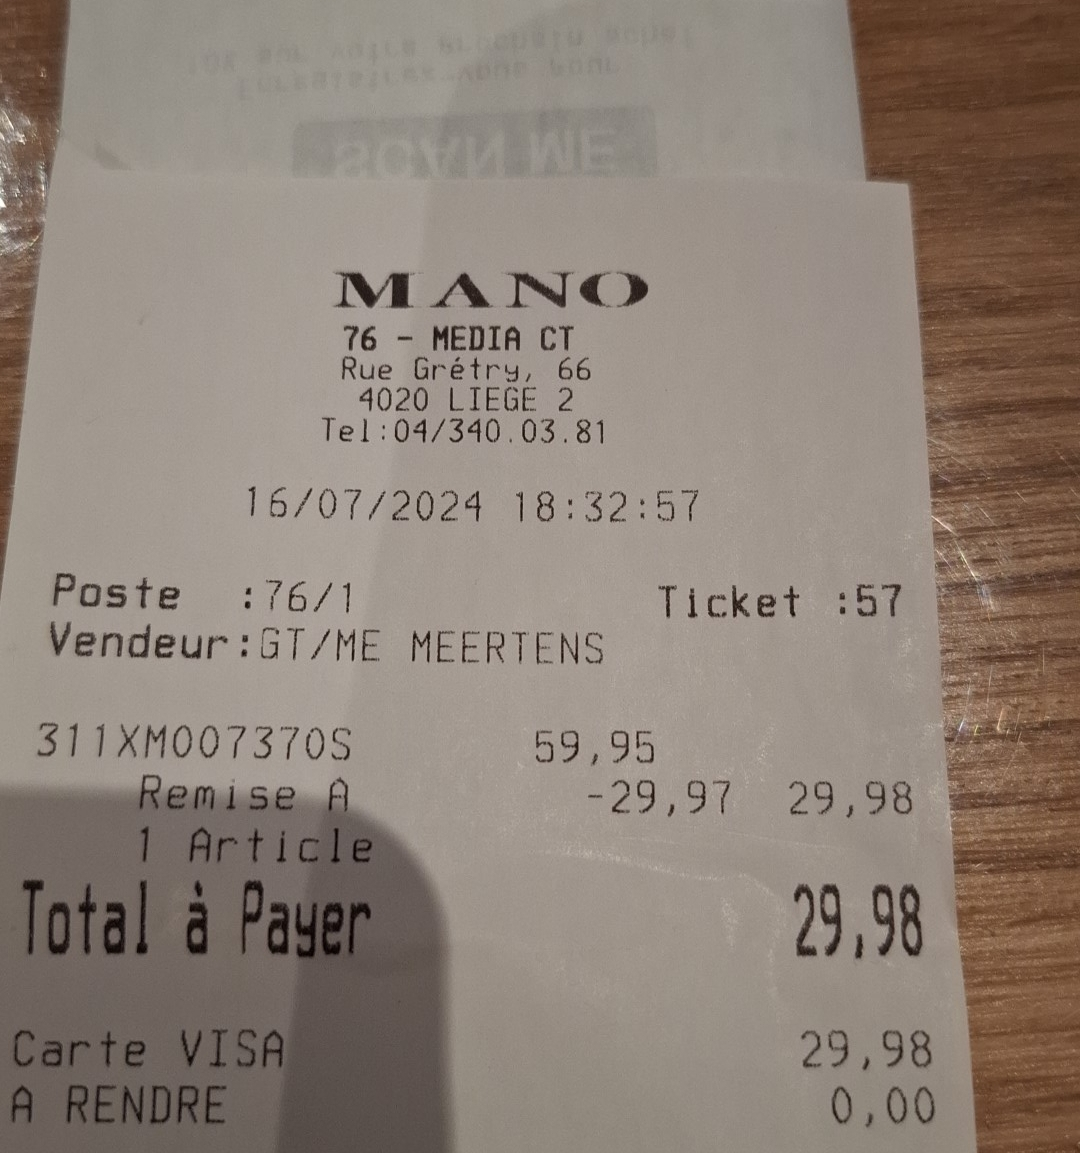 SCAN ME
MANO
76 - MEDIA CT
Rue Grétry, 66
4020 LIEGE 2
Tel:04/340.03.81
16/07/2024 18:32:57
Poste :76/1 Ticket :57
Vendeur:GT/ME MEERTENS
311XM007370S 59,95
Remise A -29,97 29,98
1 Article
Total à Payer 29,98
Carte VISA 29,98
A RENDRE 0,00